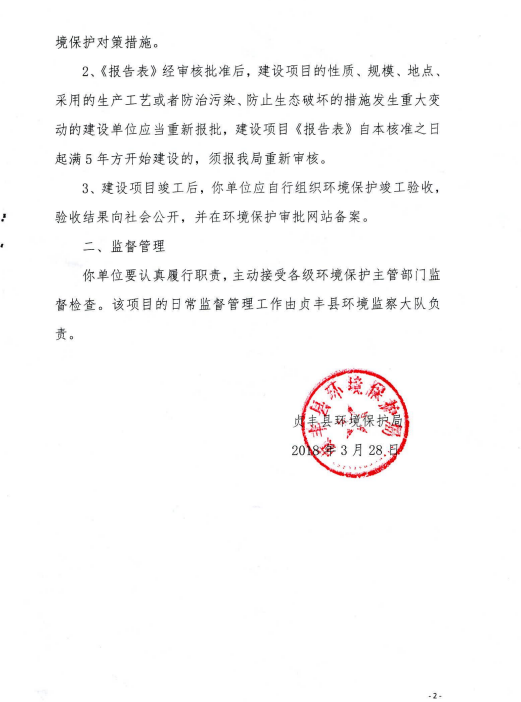 境保护对策措施。
2、《报告表》经审核批准后，建设项目的性质、规模、地点、
采用的生产工艺或者防治污染、防止生态破坏的措施发生重大变
动的建设单位应当重新报批，建设项目《报告表》自本核准之日
起满5年方开始建设的，须报我局重新审核。
3、建设项目竣工后，你单位应自行组织环境保护竣工验收，
验收结果向社会公开，并在环境保护审批网站备案。
二、监督管理
你单位要认真履行职责，主动接受各级环境保护主管部门监
督检查。该项目的日常监督管理工作由贞丰县环境监察大队负
责。
贞丰县环境保护局
贞丰县环境保护局
2018年3月28日
-2-